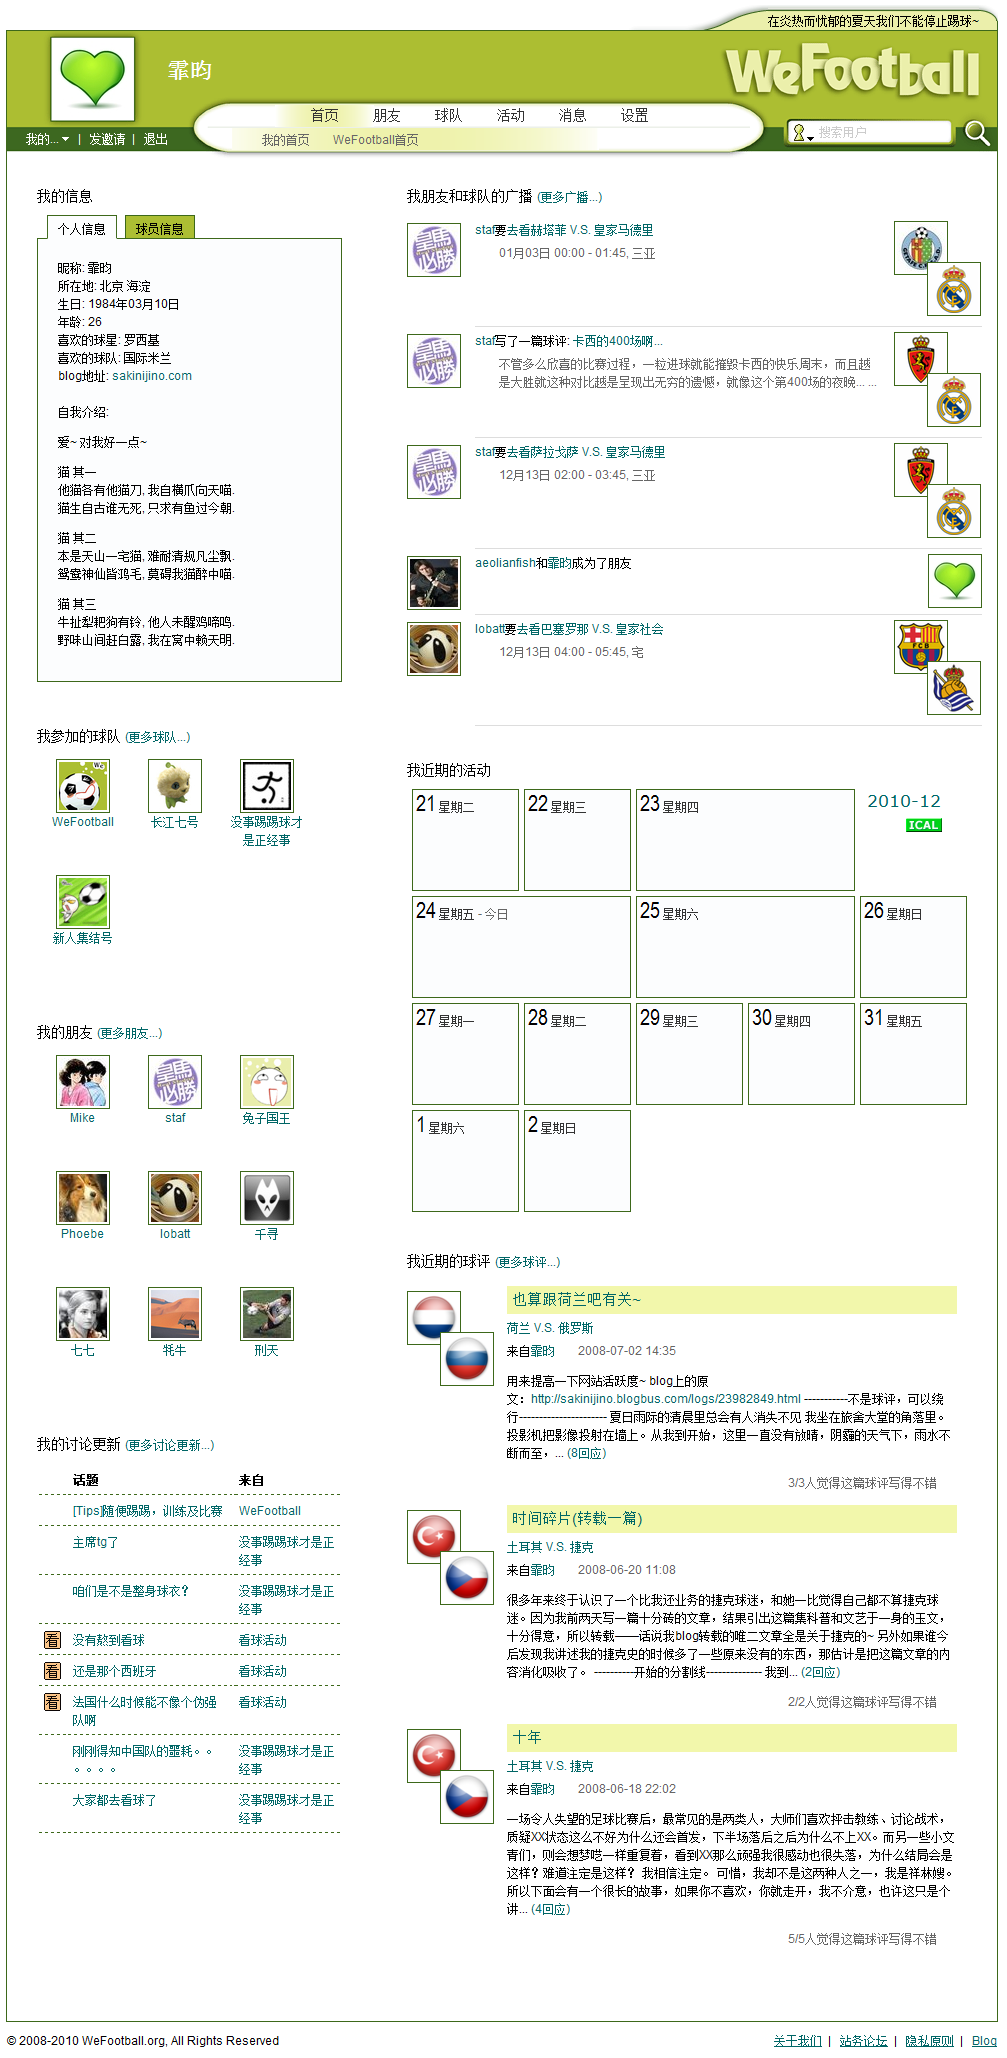 在炎热而忧郁的夏天我们不能停止踢球~
霏昀
WeFootball
首页 朋友 球队 活动 消息 设置
我的... | 发邀请 | 退出
我的首页 WeFootball首页
搜索用户
我的信息
个人信息 球员信息
昵称: 霏昀
所在地: 北京 海淀
生日: 1984年03月10日
年龄: 26
喜欢的球星: 罗西基
喜欢的球队: 国际米兰
blog地址: sakinijino.com
自我介绍:
爱~ 对我好一点~
猫 其一
他猫各有他猫刀, 我自横爪向天喵.
猫生自古谁无死, 只求有鱼过今朝.
猫 其二
本是天山一宅猫, 难耐清规凡尘飘.
鸳鸯神仙皆鸿毛, 莫碍我猫醉中喵.
猫 其三
牛扯犁耙狗有铃, 他人未醒鸡啼鸣.
野味山间赶白露, 我在窝中赖天明.
我参加的球队 (更多球队...)
WeFootball
长江七号
没事踢踢球才
是正经事
新人集结号
我的朋友 (更多朋友...)
Mike staf 兔子国王
Phoebe lobatt 千寻
七七 牦牛 刑天
我的讨论更新 (更多讨论更新...)
话题 来自
[Tips]随便踢踢，训练及比赛 WeFootball
主席tg了 没事踢踢球才是正
经事
咱们是不是整身球衣? 没事踢踢球才是正
经事
看 没有熬到看球 看球活动
看 还是那个西班牙 看球活动
看 法国什么时候能不像个伪强 看球活动
队啊
刚刚得知中国队的噩耗。。 没事踢踢球才是正
。。。。 经事
大家都去看球了 没事踢踢球才是正
经事
我朋友和球队的广播 (更多广播...)
staf要去看赫塔菲 V.S. 皇家马德里
01月03日 00:00 - 01:45, 三亚
staf写了一篇球评: 卡西的400场啊...
不管多么欣喜的比赛过程，一粒进球就能摧毁卡西的快乐周末，而且越
是大胜就这种对比越是呈现出无穷的遗憾，就像这个第400场的夜晚... ...
staf要去看萨拉戈萨 V.S. 皇家马德里
12月13日 02:00 - 03:45, 三亚
aeolianfish和霏昀成为了朋友
lobatt要去看巴塞罗那 V.S. 皇家社会
12月13日 04:00 - 05:45, 宅
我近期的活动
21 星期二 22 星期三 23 星期四 2010-12
ICAL
24 星期五 - 今日 25 星期六 26 星期日
27 星期一 28 星期二 29 星期三 30 星期四 31 星期五
1 星期六 2 星期日
我近期的球评 (更多球评...)
也算跟荷兰吧有关~
荷兰 V.S. 俄罗斯
来自霏昀 2008-07-02 14:35
用来提高一下网站活跃度~ blog上的原
文：http://sakinijino.blogbus.com/logs/23982849.html -----------不是球评，可以绕
行---------------------- 夏日雨际的清晨里总会有人消失不见 我坐在旅舍大堂的角落里。
投影机把影像投射在墙上。从我到开始，这里一直没有放晴，阴霾的天气下，雨水不
断而至，... (8回应)
3/3人觉得这篇球评写得不错
时间碎片(转载一篇)
土耳其 V.S. 捷克
来自霏昀 2008-06-20 11:08
很多年来终于认识了一个比我还业务的捷克球迷，和她一比觉得自己都不算捷克球
迷。因为我前两天写一篇十分砖的文章，结果引出这篇集科普和文艺于一身的玉文，
十分得意，所以转载——话说我blog转载的唯二文章全是关于捷克的~ 另外如果谁今
后发现我讲述我的捷克史的时候多了一些原来没有的东西，那估计是把这篇文章的内
容消化吸收了。 ----------开始的分割线-------------- 我到... (2回应)
2/2人觉得这篇球评写得不错
十年
土耳其 V.S. 捷克
来自霏昀 2008-06-18 22:02
一场令人失望的足球比赛后，最常见的是两类人，大师们喜欢抨击教练、讨论战术，
质疑XX状态这么不好为什么还会首发，下半场落后之后为什么不上XX。而另一些小文
青们，则会想梦呓一样重复着，看到XX那么顽强我很感动也很失落，为什么结局会是
这样? 难道注定是这样? 我相信注定。 可惜，我却不是这两种人之一，我是祥林嫂。
所以下面会有一个很长的故事，如果你不喜欢，你就走开，我不介意，也许这只是个
讲... (4回应)
5/5人觉得这篇球评写得不错
© 2008-2010 WeFootball.org, All Rights Reserved
关于我们 | 站务论坛 | 隐私原则 | Blog